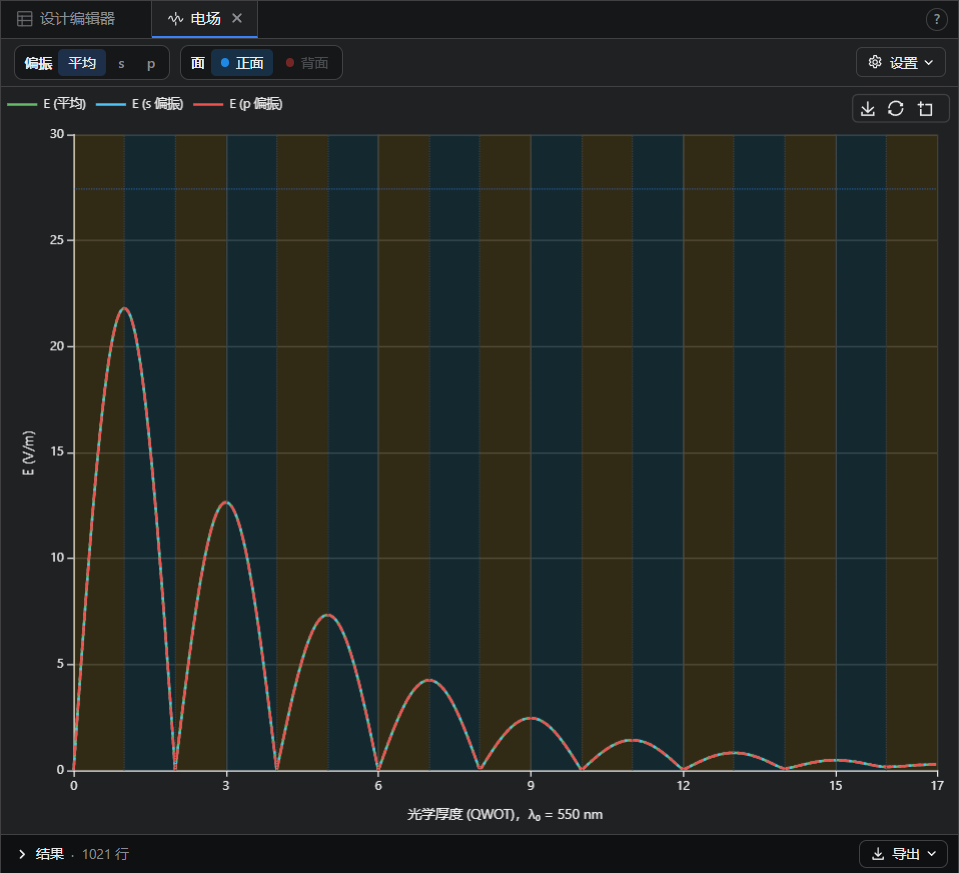 设计编辑器 电场 ?
偏振 平均 s p 面 正面 背面 设置
E (平均) E (s 偏振) E (p 偏振)
30
25
20
15
10
5
0
E (V/m)
0 3 6 9 12 15 17
光学厚度 (QWOT)，λ₀ = 550 nm
结果 · 1021 行 导出